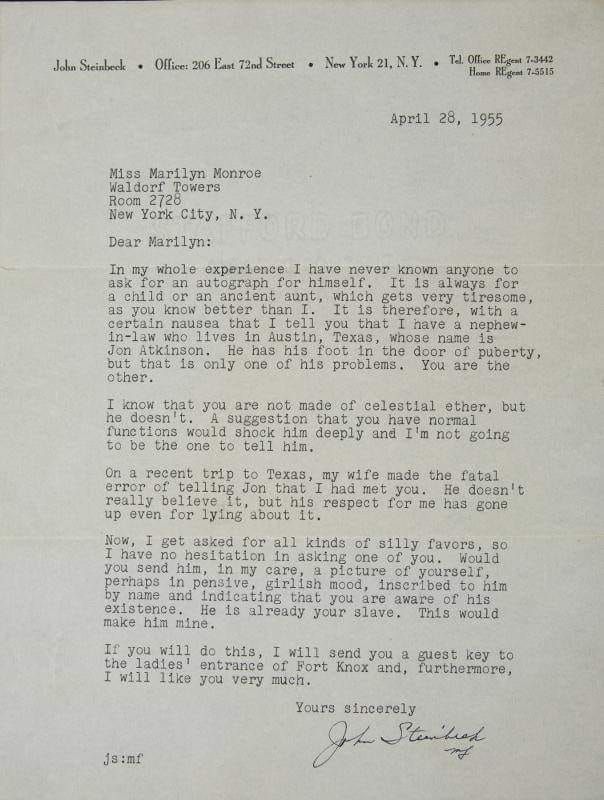 John Steinbeck • Office: 206 East 72nd Street • New York 21, N. Y. • Tel. Office REgent 7-3442
Home REgent 7-5515
April 28, 1955
Miss Marilyn Monroe
Waldorf Towers
Room 2728
New York City, N. Y.
Dear Marilyn:
In my whole experience I have never known anyone to
ask for an autograph for himself. It is always for
a child or an ancient aunt, which gets very tiresome,
as you know better than I. It is therefore, with a
certain nausea that I tell you that I have a nephew-
in-law who lives in Austin, Texas, whose name is
Jon Atkinson. He has his foot in the door of puberty,
but that is only one of his problems. You are the
other.
I know that you are not made of celestial ether, but
he doesn't. A suggestion that you have normal
functions would shock him deeply and I'm not going
to be the one to tell him.
On a recent trip to Texas, my wife made the fatal
error of telling Jon that I had met you. He doesn't
really believe it, but his respect for me has gone
up even for lying about it.
Now, I get asked for all kinds of silly favors, so
I have no hesitation in asking one of you. Would
you send him, in my care, a picture of yourself,
perhaps in pensive, girlish mood, inscribed to him
by name and indicating that you are aware of his
existence. He is already your slave. This would
make him mine.
If you will do this, I will send you a guest key to
the ladies' entrance of Fort Knox and, furthermore,
I will like you very much.
Yours sincerely
John Steinbeck
mf
js:mf